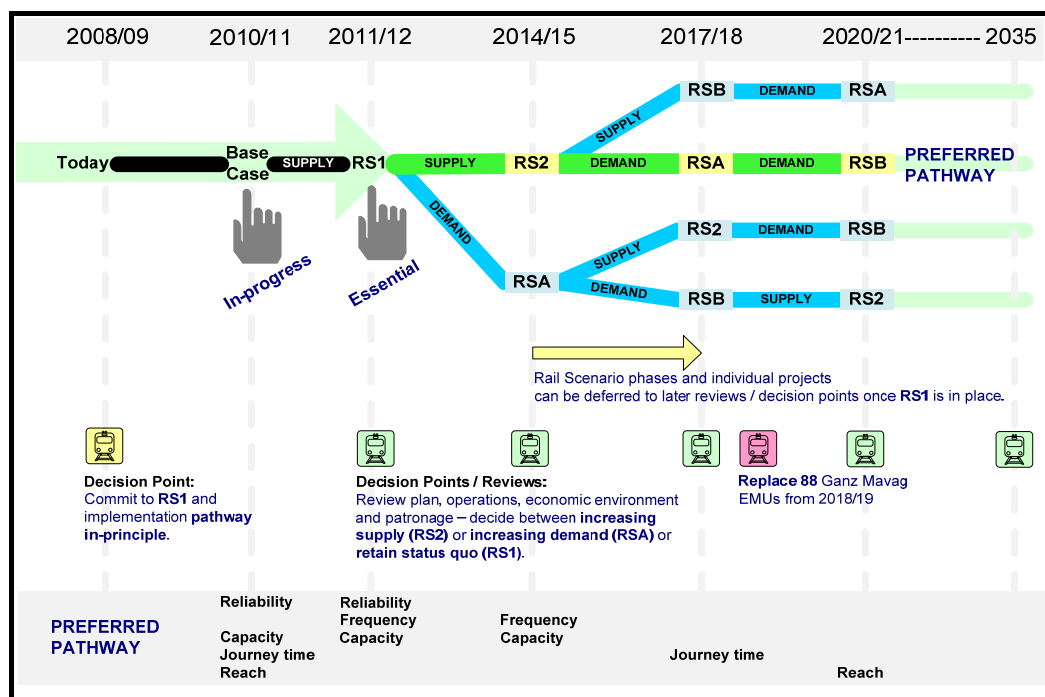 2008/09 2010/11 2011/12 2014/15 2017/18 2020/21---------- 2035
RSB DEMAND RSA
SUPPLY
Today Base Case SUPPLY RS1 SUPPLY RS2 DEMAND RSA DEMAND RSB PREFERRED PATHWAY
DEMAND
RS2 DEMAND RSB
SUPPLY
In-progress
Essential
RSA
DEMAND
RSB SUPPLY RS2
Rail Scenario phases and individual projects
can be deferred to later reviews / decision points once RS1 is in place.
Decision Point:
Commit to RS1 and
implementation pathway
in-principle.
Decision Points / Reviews:
Review plan, operations, economic environment
and patronage – decide between increasing
supply (RS2) or increasing demand (RSA) or
retain status quo (RS1).
Replace 88 Ganz Mavag
EMUs from 2018/19
PREFERRED
PATHWAY
Reliability
Capacity
Journey time
Reach
Reliability
Frequency
Capacity
Frequency
Capacity
Journey time
Reach